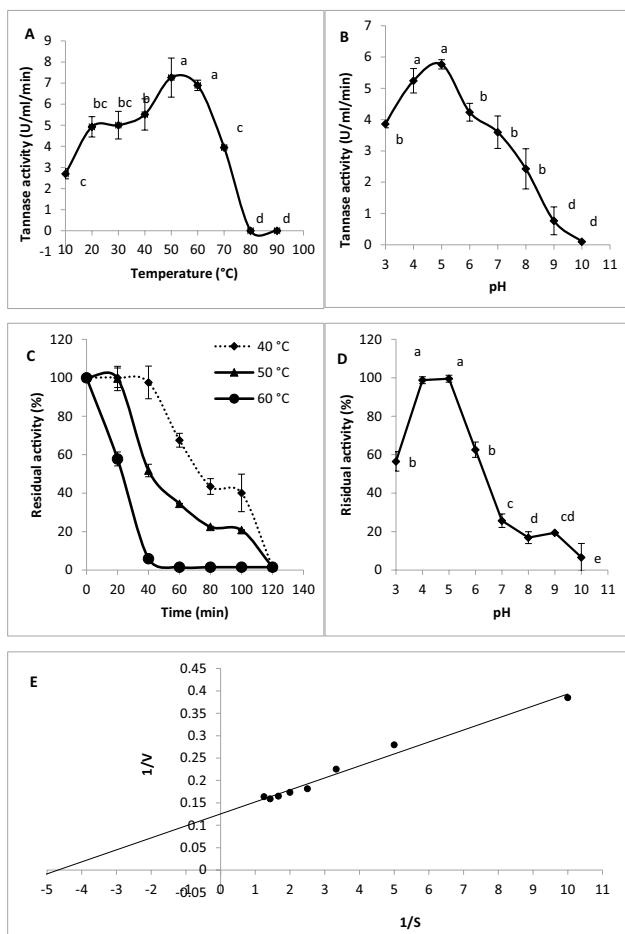 A
Tannase activity (U/ml/min)
9
8
7
6
5
4
3
2
1
0
-1
c
bc
bc
b
a
a
c
d
d
10 20 30 40 50 60 70 80 90 100
Temperature (°C)
B
Tannase activity (U/ml/min)
7
6
5
4
3
2
1
0
b
a
a
b
b
b
d
d
3 4 5 6 7 8 9 10 11
pH
C
Residual activity (%)
120
100
80
60
40
20
0
40 °C
50 °C
60 °C
0 20 40 60 80 100 120 140
Time (min)
D
Risidual activity (%)
120
100
80
60
40
20
0
b
a
a
b
c
d
cd
e
3 4 5 6 7 8 9 10 11
pH
E
1/V
0.45
0.4
0.35
0.3
0.25
0.2
0.15
0.1
0.05
0
-0.05
-5 -4 -3 -2 -1 0 1 2 3 4 5 6 7 8 9 10
1/S